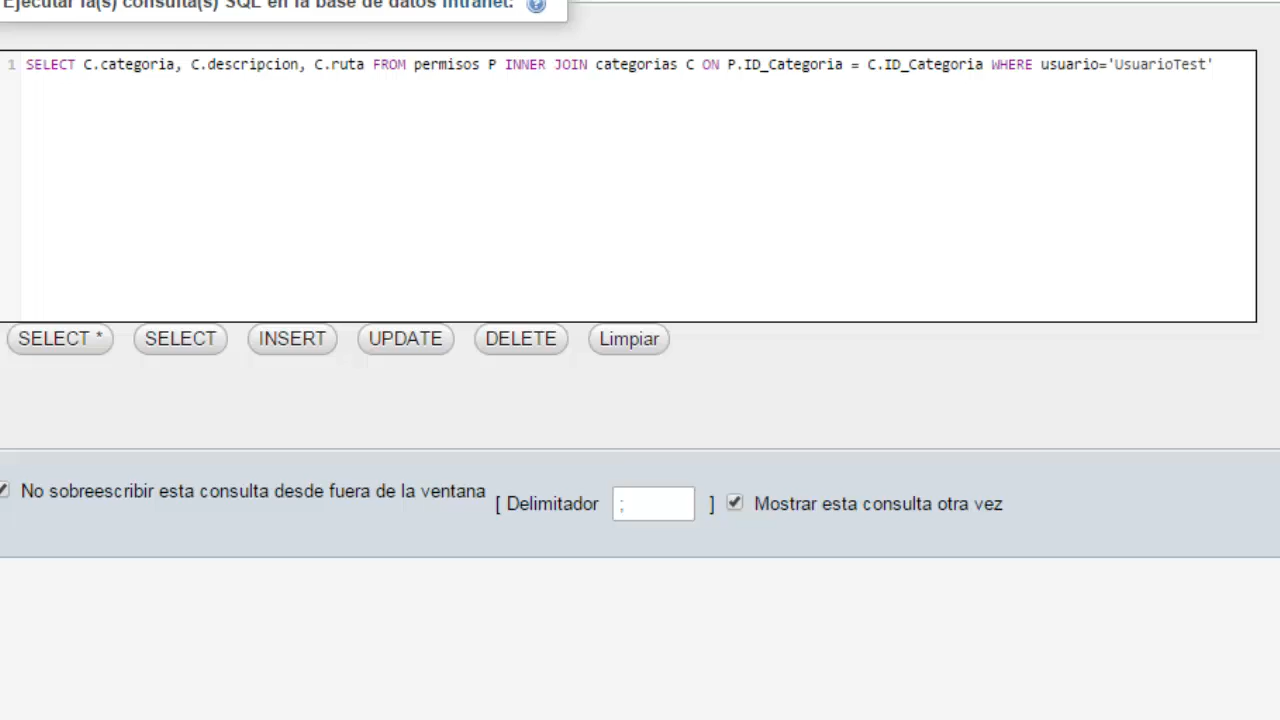 Ejecutar la(s) consulta(s) SQL en la base de datos Intranet:
1 SELECT C.categoria, C.descripcion, C.ruta FROM permisos P INNER JOIN categorias C ON P.ID_Categoria = C.ID_Categoria WHERE usuario='UsuarioTest'
SELECT * SELECT INSERT UPDATE DELETE Limpiar
No sobreescribir esta consulta desde fuera de la ventana [ Delimitador ; ] Mostrar esta consulta otra vez